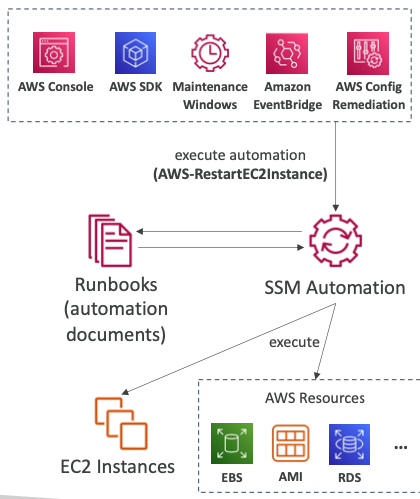 AWS Console
AWS SDK
Maintenance
Windows
Amazon
EventBridge
AWS Config
Remediation
execute automation
(AWS-RestartEC2Instance)
Runbooks
(automation
documents)
SSM Automation
execute
EC2 Instances
AWS Resources
EBS
AMI
RDS
...